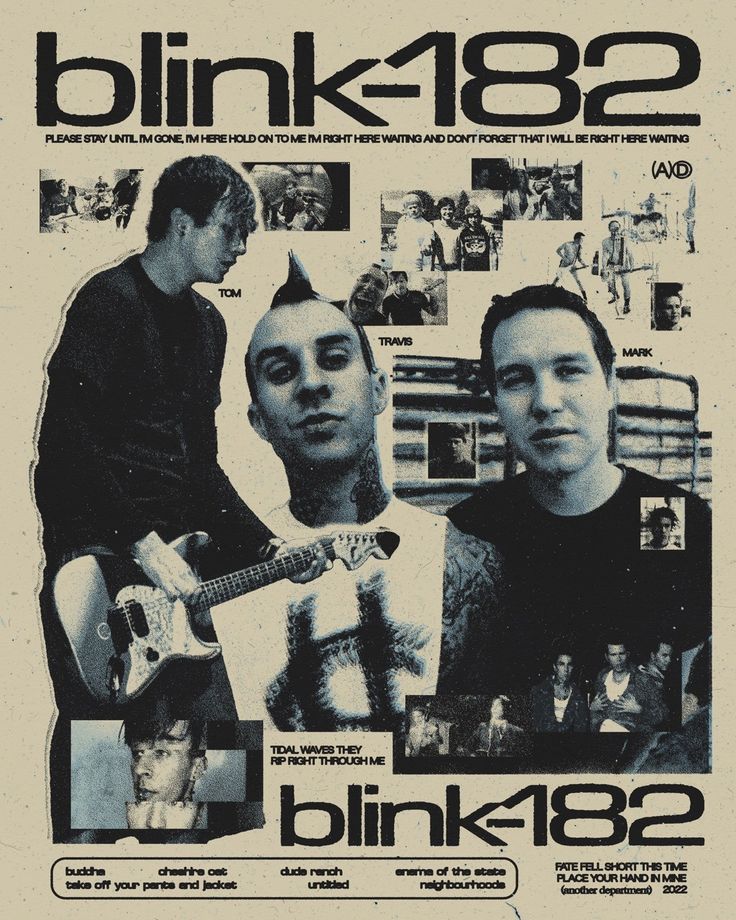 blink-182
PLEASE STAY UNTIL I'M GONE, I'M HERE HOLD ON TO ME I'M RIGHT HERE WAITING AND DON'T FORGET THAT I WILL BE RIGHT HERE WAITING
(A)D
TOM
TRAVIS
MARK
TIDAL WAVES THEY
RIP RIGHT THROUGH ME
blink-182
buddha cheshire cat dude ranch enema of the state
take off your pants and jacket untitled neighbourhoods
FATE FELL SHORT THIS TIME
PLACE YOUR HAND IN MINE
(another department) 2022